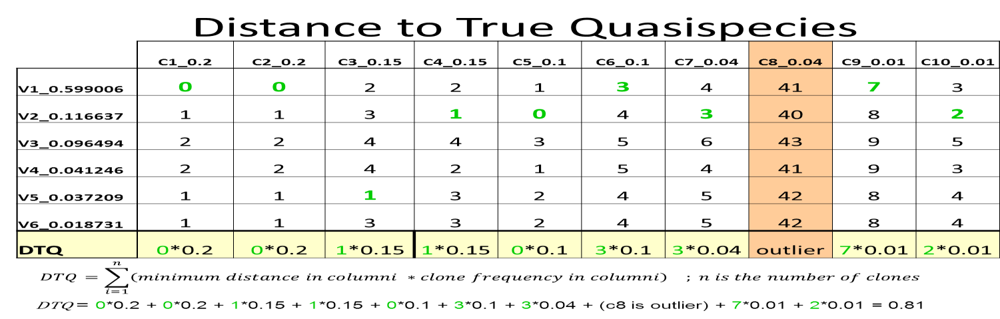 Distance to True Quasispecies
C1_0.2 C2_0.2 C3_0.15 C4_0.15 C5_0.1 C6_0.1 C7_0.04 C8_0.04 C9_0.01 C10_0.01
V1_0.599006 0 0 2 2 1 3 4 41 7 3
V2_0.116637 1 1 3 1 0 4 3 40 8 2
V3_0.096494 2 2 4 4 3 5 6 43 9 5
V4_0.041246 2 2 4 2 1 5 4 41 9 3
V5_0.037209 1 1 1 3 2 4 5 42 8 4
V6_0.018731 1 1 3 3 2 4 5 42 8 4
DTQ 0*0.2 0*0.2 1*0.15 1*0.15 0*0.1 3*0.1 3*0.04 outlier 7*0.01 2*0.01
DTQ = ∑_{i=1}^{n} (minimum distance in columni * clone frequency in columni) ; n is the number of clones
DTQ= 0*0.2 + 0*0.2 + 1*0.15 + 1*0.15 + 0*0.1 + 3*0.1 + 3*0.04 + (c8 is outlier) + 7*0.01 + 2*0.01 = 0.81